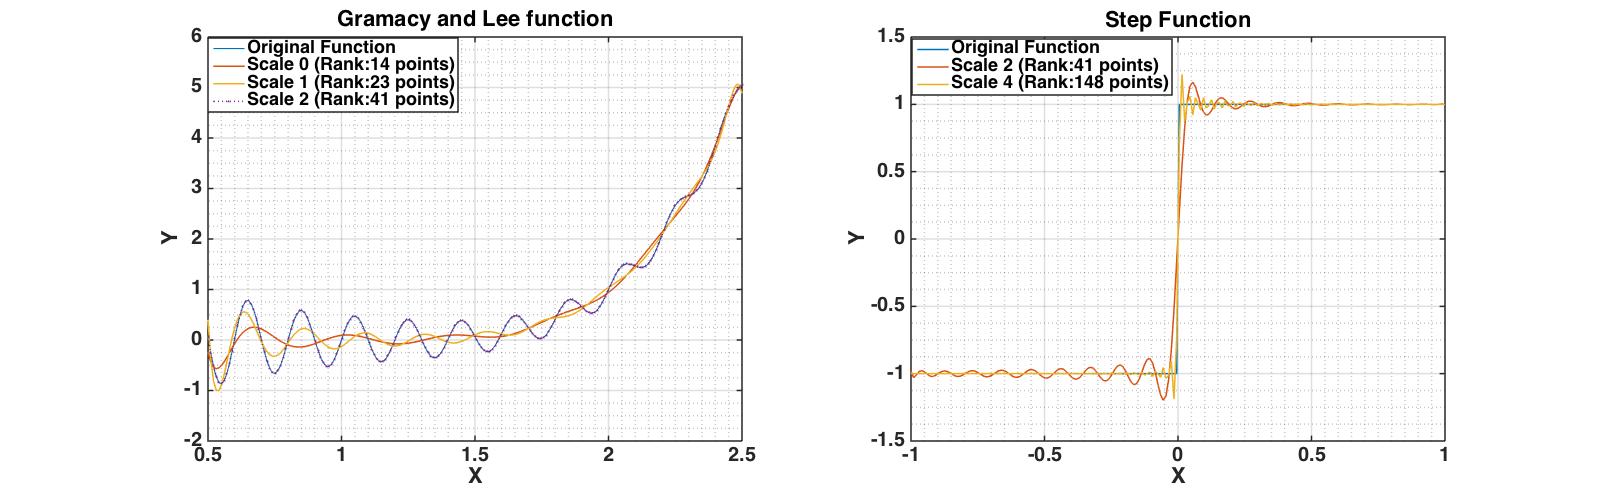 Gramacy and Lee function
6
5
4
3
2
1
0
-1
-2
Y
Original Function
Scale 0 (Rank:14 points)
Scale 1 (Rank:23 points)
Scale 2 (Rank:41 points)
0.5
1
1.5
2
2.5
X
Step Function
1.5
1
0.5
0
-0.5
-1
-1.5
Y
Original Function
Scale 2 (Rank:41 points)
Scale 4 (Rank:148 points)
-1
-0.5
0
0.5
1
X